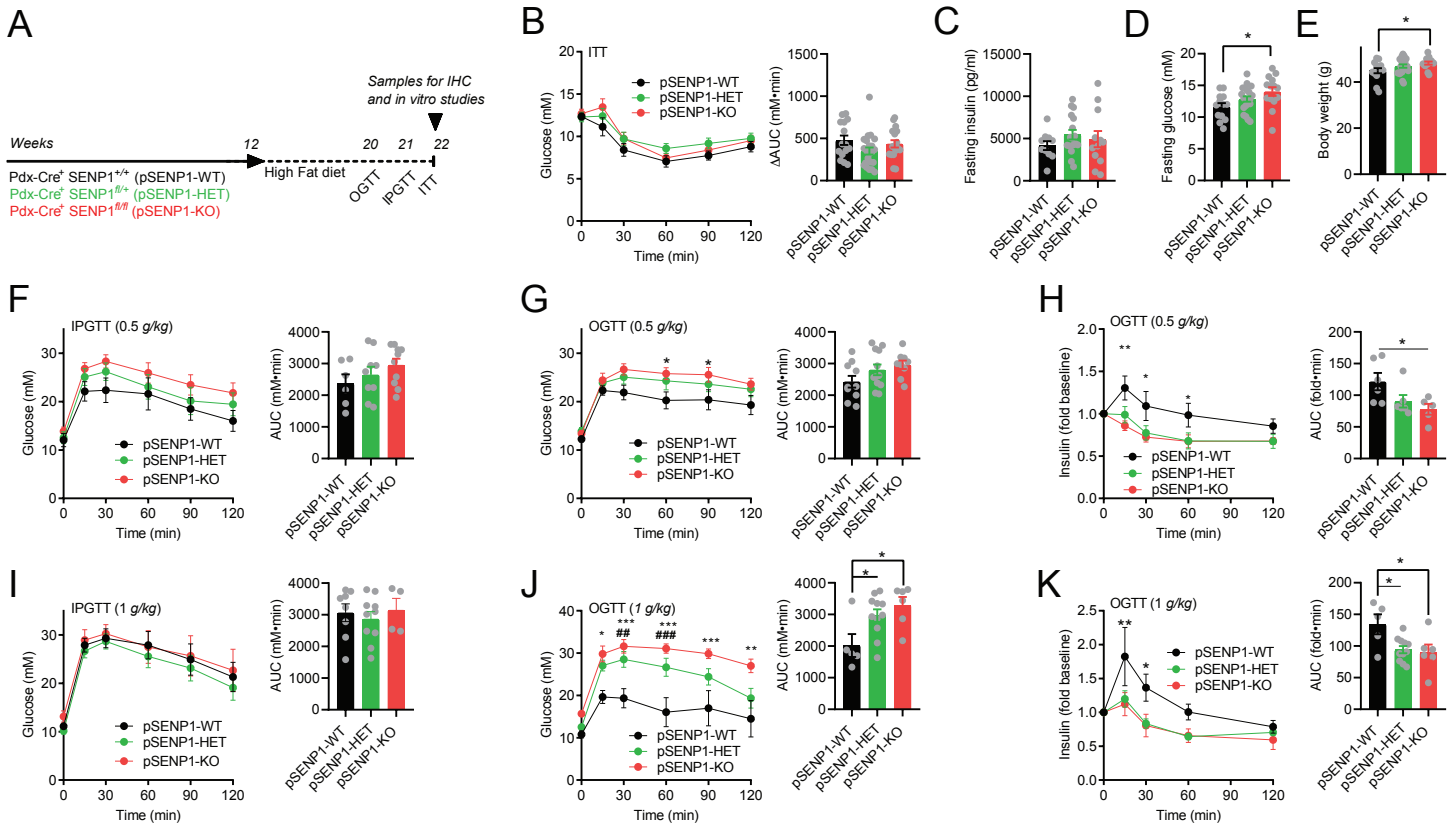 A
Samples for IHC
and in vitro studies
Weeks
12
20
21
22
High Fat diet
OGTT
IPGTT
ITT
Pdx-Cre+ SENP1+/+ (pSENP1-WT)
Pdx-Cre+ SENP1fl/+ (pSENP1-HET)
Pdx-Cre+ SENP1fl/fl (pSENP1-KO)
B
ITT
pSENP1-WT
pSENP1-HET
pSENP1-KO
Glucose (mM)
20
15
10
5
0
0 30 60 90 120
Time (min)
ΔAUC (mM•min)
1500
1000
500
0
pSENP1-WT
pSENP1-HET
pSENP1-KO
C
Fasting insulin (pg/ml)
15000
10000
5000
0
pSENP1-WT
pSENP1-HET
pSENP1-KO
D
*
Fasting glucose (mM)
20
15
10
5
0
pSENP1-WT
pSENP1-HET
pSENP1-KO
E
*
Body weight (g)
60
40
20
0
pSENP1-WT
pSENP1-HET
pSENP1-KO
F
IPGTT (0.5 g/kg)
Glucose (mM)
30
20
10
0
pSENP1-WT
pSENP1-HET
pSENP1-KO
0 30 60 90 120
Time (min)
AUC (mM•min)
4000
3000
2000
1000
0
pSENP1-WT
pSENP1-HET
pSENP1-KO
G
OGTT (0.5 g/kg)
* *
Glucose (mM)
30
20
10
0
pSENP1-WT
pSENP1-HET
pSENP1-KO
0 30 60 90 120
Time (min)
AUC (mM•min)
4000
3000
2000
1000
0
pSENP1-WT
pSENP1-HET
pSENP1-KO
H
OGTT (0.5 g/kg)
** * *
Insulin (fold baseline)
2.0
1.5
1.0
0.5
0.0
pSENP1-WT
pSENP1-HET
pSENP1-KO
0 30 60 90 120
Time (min)
*
AUC (fold•min)
200
150
100
50
0
pSENP1-WT
pSENP1-HET
pSENP1-KO
I
IPGTT (1 g/kg)
Glucose (mM)
40
30
20
10
0
pSENP1-WT
pSENP1-HET
pSENP1-KO
0 30 60 90 120
Time (min)
AUC (mM•min)
4000
3000
2000
1000
0
pSENP1-WT
pSENP1-HET
pSENP1-KO
J
OGTT (1 g/kg)
* *** *** *** **
## ###
Glucose (mM)
40
30
20
10
0
pSENP1-WT
pSENP1-HET
pSENP1-KO
0 30 60 90 120
Time (min)
*
*
AUC (mM•min)
4000
3000
2000
1000
0
pSENP1-WT
pSENP1-HET
pSENP1-KO
K
OGTT (1 g/kg)
** *
Insulin (fold baseline)
2.5
2.0
1.5
1.0
0.5
0.0
pSENP1-WT
pSENP1-HET
pSENP1-KO
0 30 60 90 120
Time (min)
*
*
AUC (fold•min)
200
150
100
50
0
pSENP1-WT
pSENP1-HET
pSENP1-KO